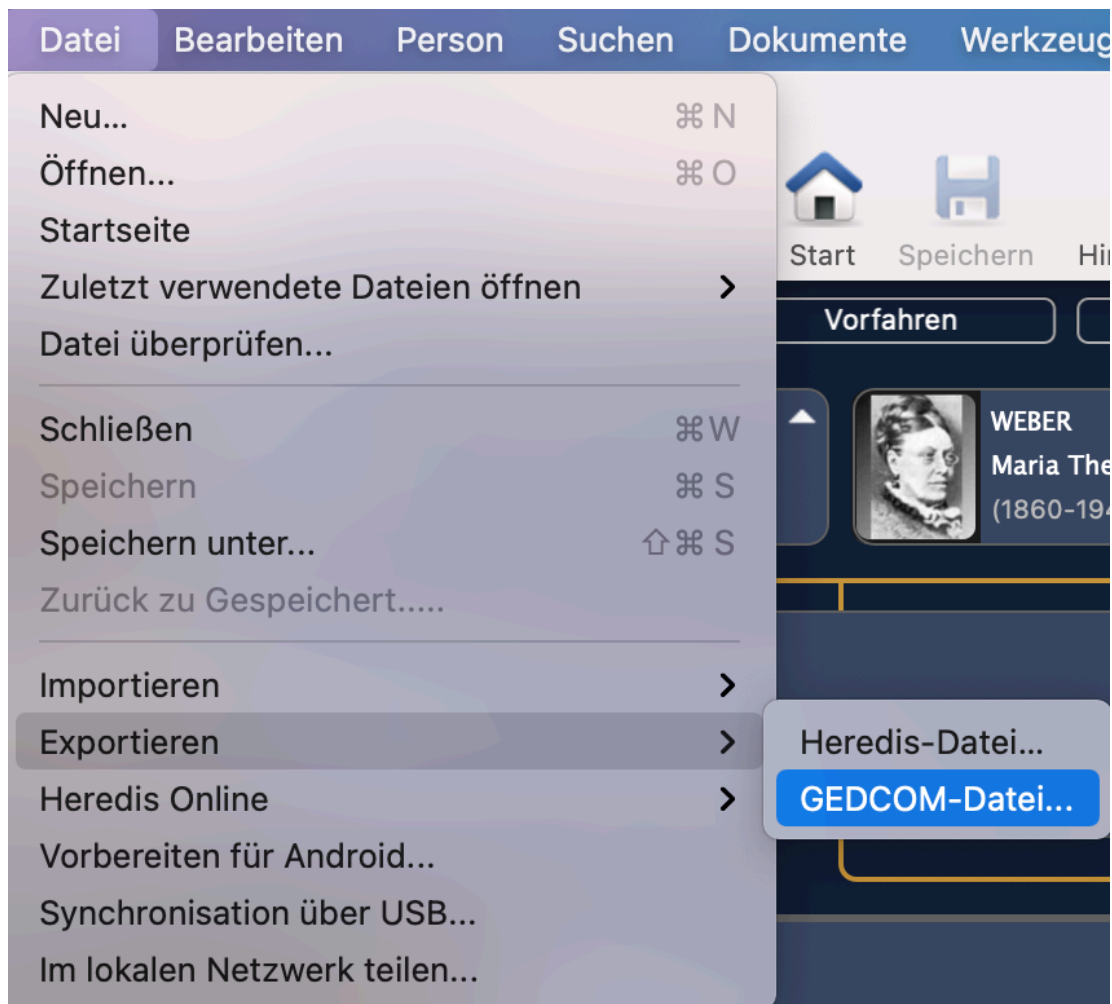 Datei Bearbeiten Person Suchen Dokumente
Neu... ⌘ N
Öffnen... ⌘ O
Startseite
Zuletzt verwendete Dateien öffnen
Datei überprüfen...
Schließen ⌘ W
Speichern ⌘ S
Speichern unter... ⇧ ⌘ S
Zurück zu Gespeichert.....
Importieren
Exportieren
Heredis Online
Vorbereiten für Android...
Synchronisation über USB...
Im lokalen Netzwerk teilen...
Heredis-Datei...
GEDCOM-Datei...
Start Speichern
Vorfahren
WEBER
Maria
(1860-